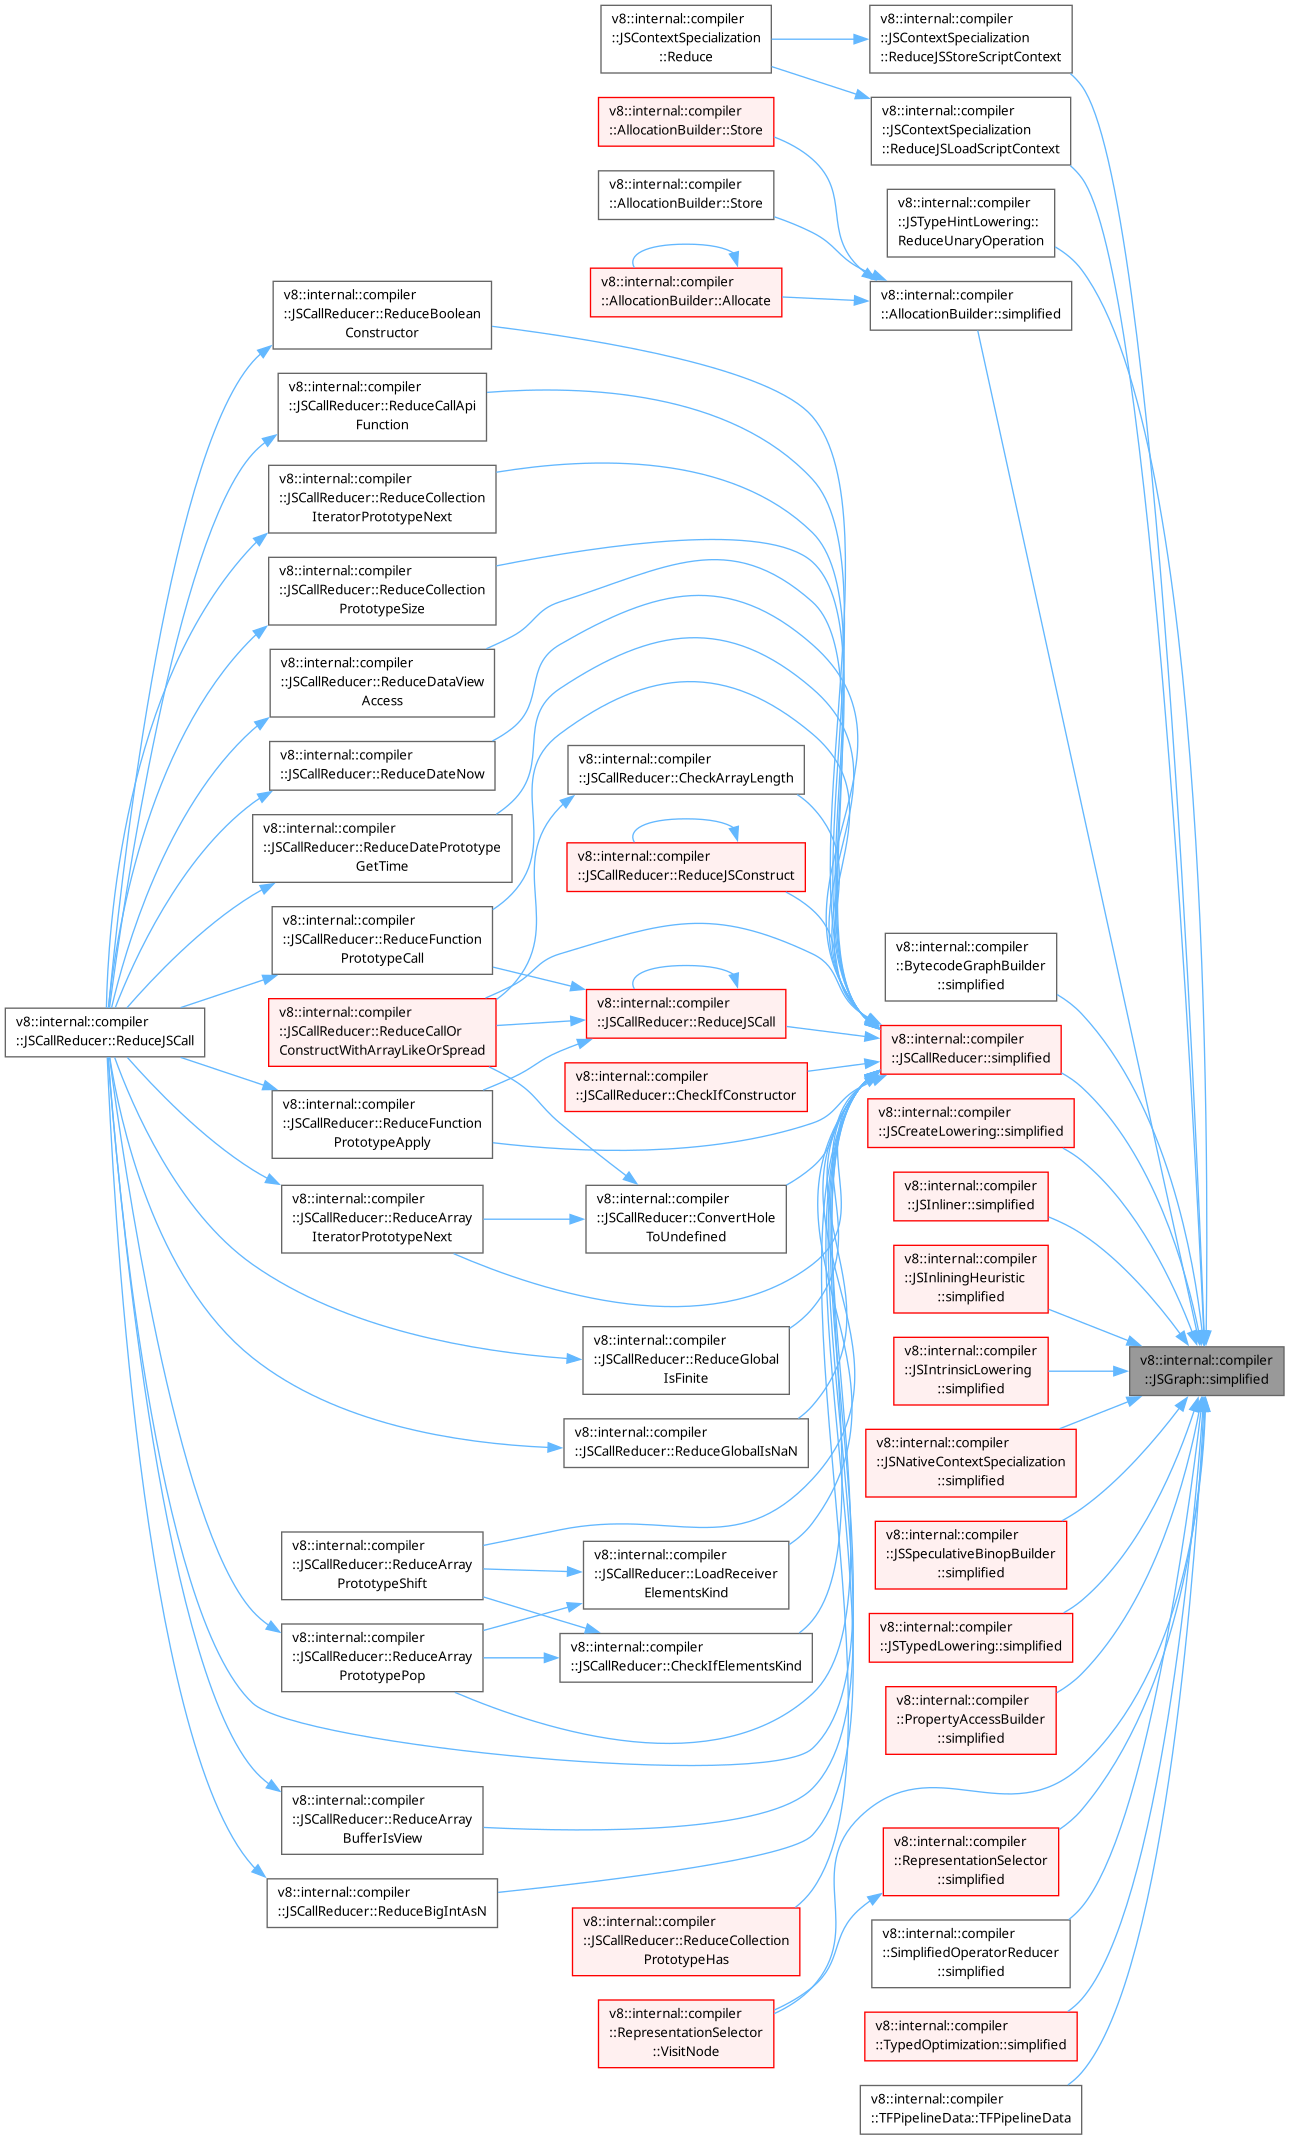 v8::internal::compiler
::JSContextSpecialization
::Reduce
v8::internal::compiler
::JSContextSpecialization
::ReduceJSStoreScriptContext
v8::internal::compiler
::AllocationBuilder::Store
v8::internal::compiler
::JSContextSpecialization
::ReduceJSLoadScriptContext
v8::internal::compiler
::AllocationBuilder::Store
v8::internal::compiler
::JSTypeHintLowering::
ReduceUnaryOperation
v8::internal::compiler
::AllocationBuilder::Allocate
v8::internal::compiler
::AllocationBuilder::simplified
v8::internal::compiler
::JSCallReducer::ReduceBoolean
Constructor
v8::internal::compiler
::JSCallReducer::ReduceCallApi
Function
v8::internal::compiler
::JSCallReducer::ReduceCollection
IteratorPrototypeNext
v8::internal::compiler
::JSCallReducer::ReduceCollection
PrototypeSize
v8::internal::compiler
::JSCallReducer::ReduceDataView
Access
v8::internal::compiler
::JSCallReducer::ReduceDateNow
v8::internal::compiler
::JSCallReducer::CheckArrayLength
v8::internal::compiler
::JSCallReducer::ReduceDatePrototype
GetTime
v8::internal::compiler
::JSCallReducer::ReduceJSConstruct
v8::internal::compiler
::JSCallReducer::ReduceFunction
PrototypeCall
v8::internal::compiler
::BytecodeGraphBuilder
::simplified
v8::internal::compiler
::JSCallReducer::ReduceJSCall
v8::internal::compiler
::JSCallReducer::ReduceCallOr
ConstructWithArrayLikeOrSpread
v8::internal::compiler
::JSCallReducer::ReduceJSCall
v8::internal::compiler
::JSCallReducer::simplified
v8::internal::compiler
::JSCallReducer::CheckIfConstructor
v8::internal::compiler
::JSCallReducer::ReduceFunction
PrototypeApply
v8::internal::compiler
::JSCreateLowering::simplified
v8::internal::compiler
::JSInliner::simplified
v8::internal::compiler
::JSCallReducer::ReduceArray
IteratorPrototypeNext
v8::internal::compiler
::JSCallReducer::ConvertHole
ToUndefined
v8::internal::compiler
::JSInliningHeuristic
::simplified
v8::internal::compiler
::JSCallReducer::ReduceGlobal
IsFinite
v8::internal::compiler
::JSIntrinsicLowering
::simplified
v8::internal::compiler
::JSGraph::simplified
v8::internal::compiler
::JSCallReducer::ReduceGlobalIsNaN
v8::internal::compiler
::JSNativeContextSpecialization
::simplified
v8::internal::compiler
::JSSpeculativeBinopBuilder
::simplified
v8::internal::compiler
::JSCallReducer::ReduceArray
PrototypeShift
v8::internal::compiler
::JSCallReducer::LoadReceiver
ElementsKind
v8::internal::compiler
::JSTypedLowering::simplified
v8::internal::compiler
::JSCallReducer::ReduceArray
PrototypePop
v8::internal::compiler
::JSCallReducer::CheckIfElementsKind
v8::internal::compiler
::PropertyAccessBuilder
::simplified
v8::internal::compiler
::JSCallReducer::ReduceArray
BufferIsView
v8::internal::compiler
::RepresentationSelector
::simplified
v8::internal::compiler
::JSCallReducer::ReduceBigIntAsN
v8::internal::compiler
::JSCallReducer::ReduceCollection
PrototypeHas
v8::internal::compiler
::SimplifiedOperatorReducer
::simplified
v8::internal::compiler
::RepresentationSelector
::VisitNode
v8::internal::compiler
::TypedOptimization::simplified
v8::internal::compiler
::TFPipelineData::TFPipelineData